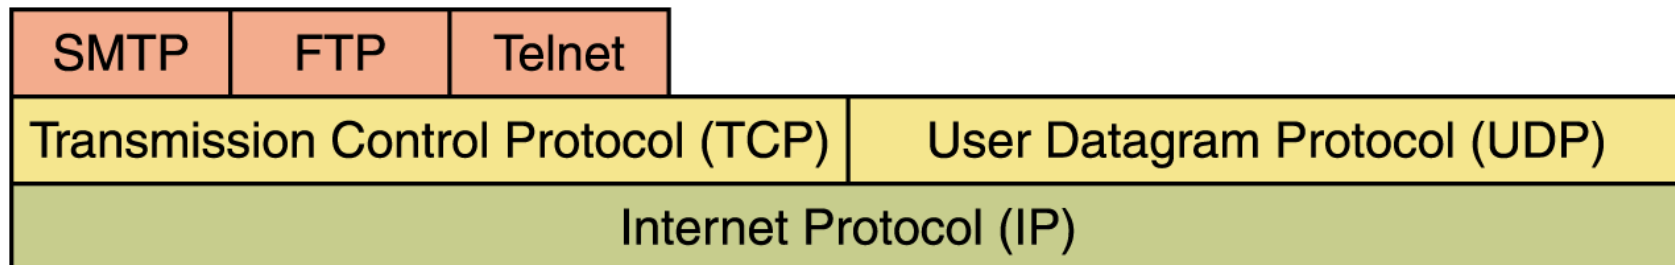 SMTP FTP Telnet
Transmission Control Protocol (TCP) User Datagram Protocol (UDP)
Internet Protocol (IP)